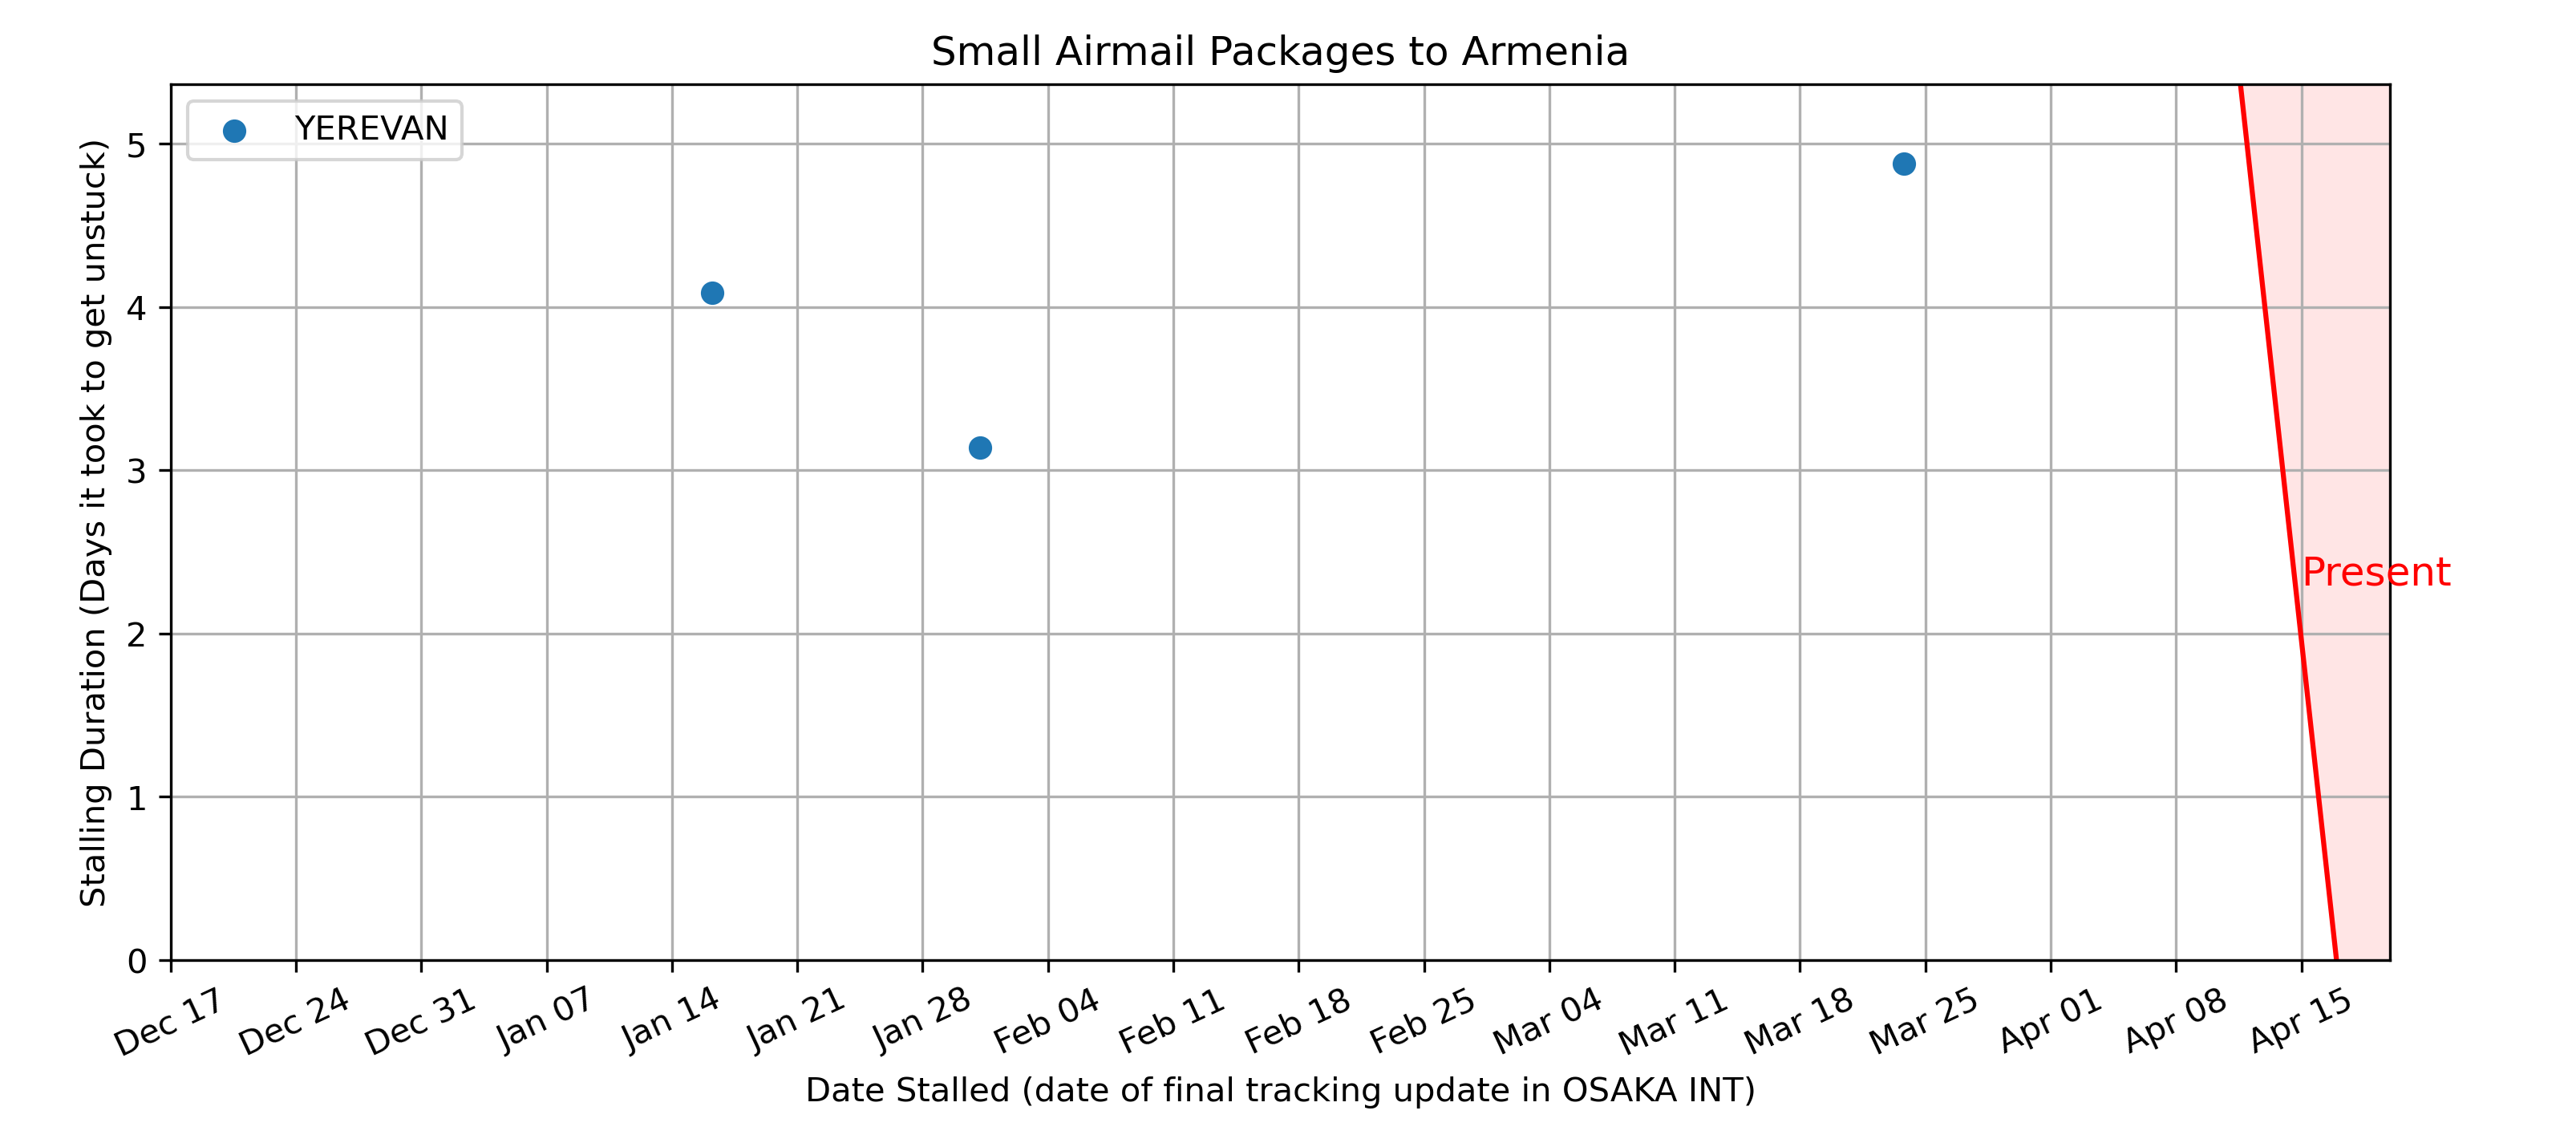 Small Airmail Packages to Armenia
YEREVAN
Stalling Duration (Days it took to get unstuck)
5
4
3
2
1
0
Present
Dec 17 Dec 24 Dec 31 Jan 07 Jan 14 Jan 21 Jan 28 Feb 04 Feb 11 Feb 18 Feb 25 Mar 04 Mar 11 Mar 18 Mar 25 Apr 01 Apr 08 Apr 15
Date Stalled (date of final tracking update in OSAKA INT)